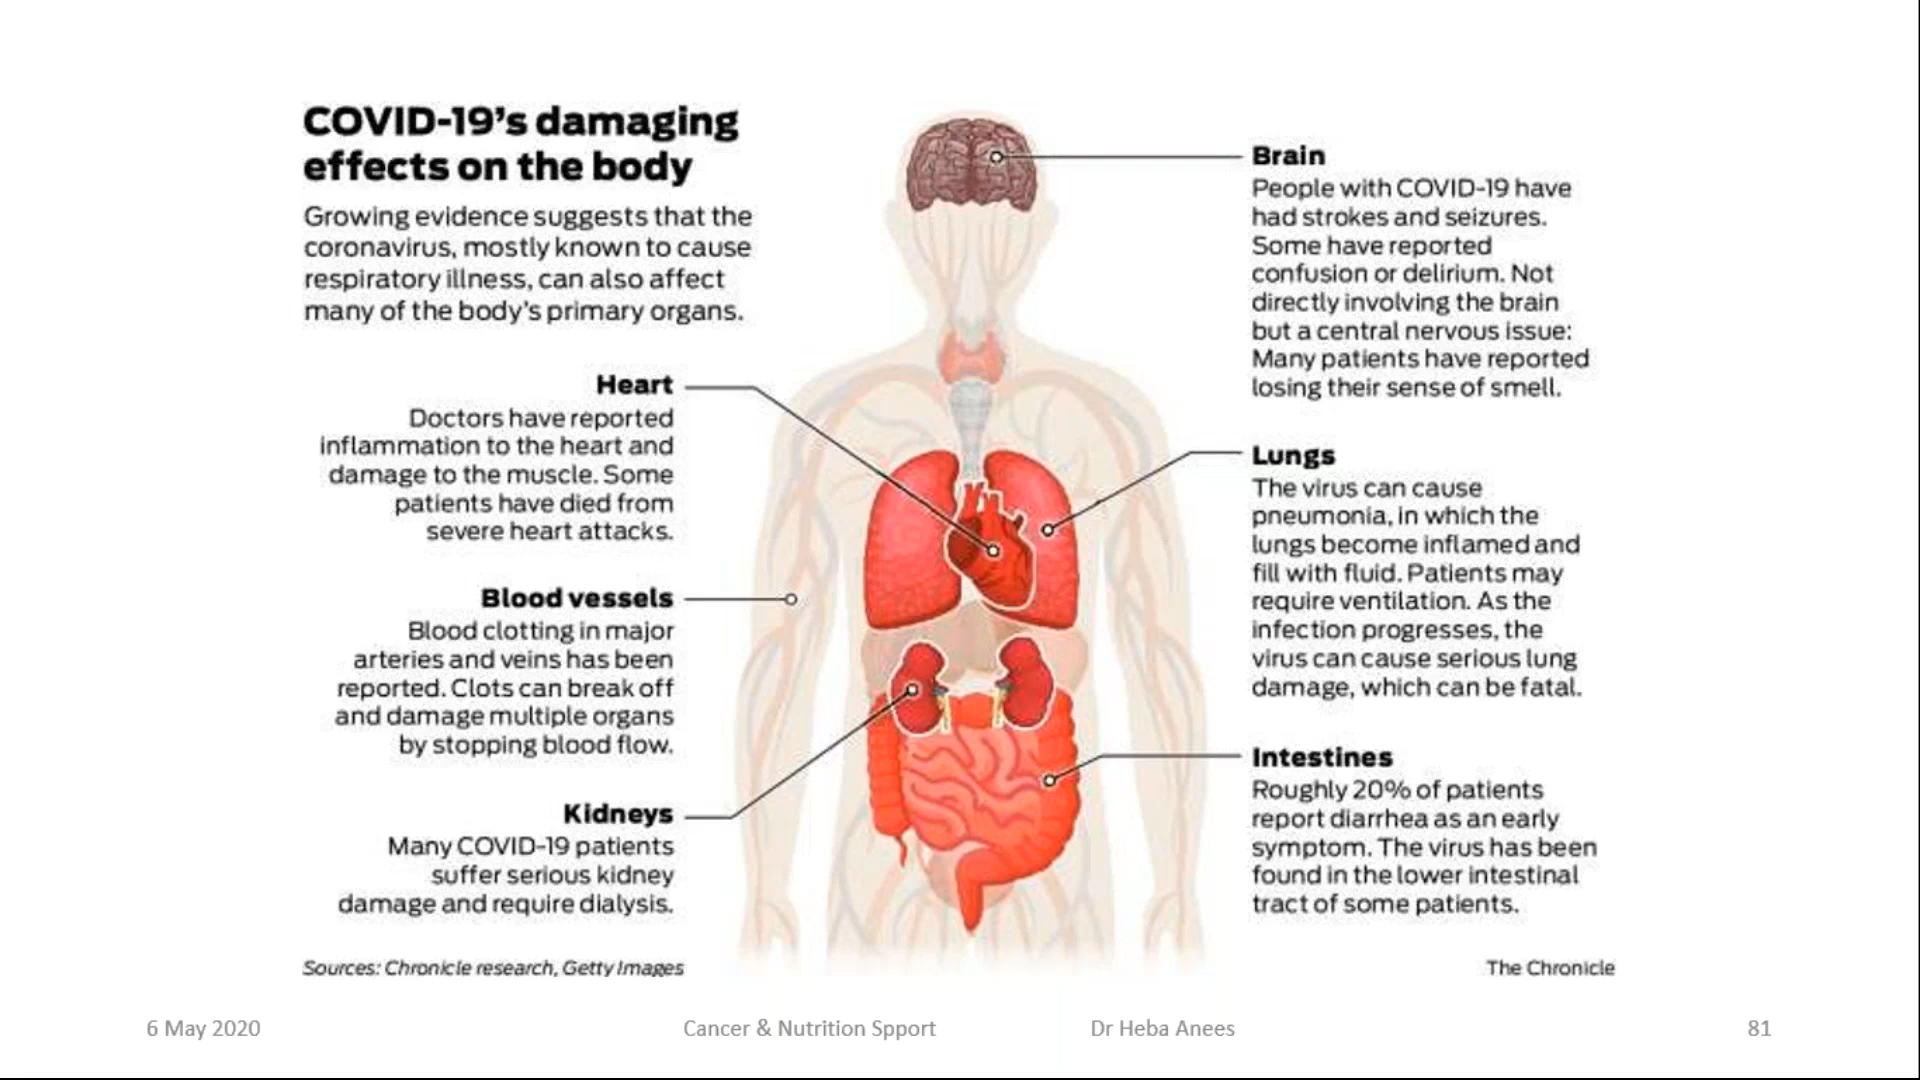 COVID-19's damaging
effects on the body
Growing evidence suggests that the
coronavirus, mostly known to cause
respiratory illness, can also affect
many of the body's primary organs.
Heart
Doctors have reported
inflammation to the heart and
damage to the muscle. Some
patients have died from
severe heart attacks.
Blood vessels
Blood clotting in major
arteries and veins has been
reported. Clots can break off
and damage multiple organs
by stopping blood flow.
Kidneys
Many COVID-19 patients
suffer serious kidney
damage and require dialysis.
Brain
People with COVID-19 have
had strokes and seizures.
Some have reported
confusion or delirium. Not
directly involving the brain
but a central nervous issue:
Many patients have reported
losing their sense of smell.
Lungs
The virus can cause
pneumonia, in which the
lungs become inflamed and
fill with fluid. Patients may
require ventilation. As the
infection progresses, the
virus can cause serious lung
damage, which can be fatal.
Intestines
Roughly 20% of patients
report diarrhea as an early
symptom. The virus has been
found in the lower intestinal
tract of some patients.
Sources: Chronicle research, Getty Images
The Chronicle
6 May 2020
Cancer & Nutrition Spport
Dr Heba Anees
81